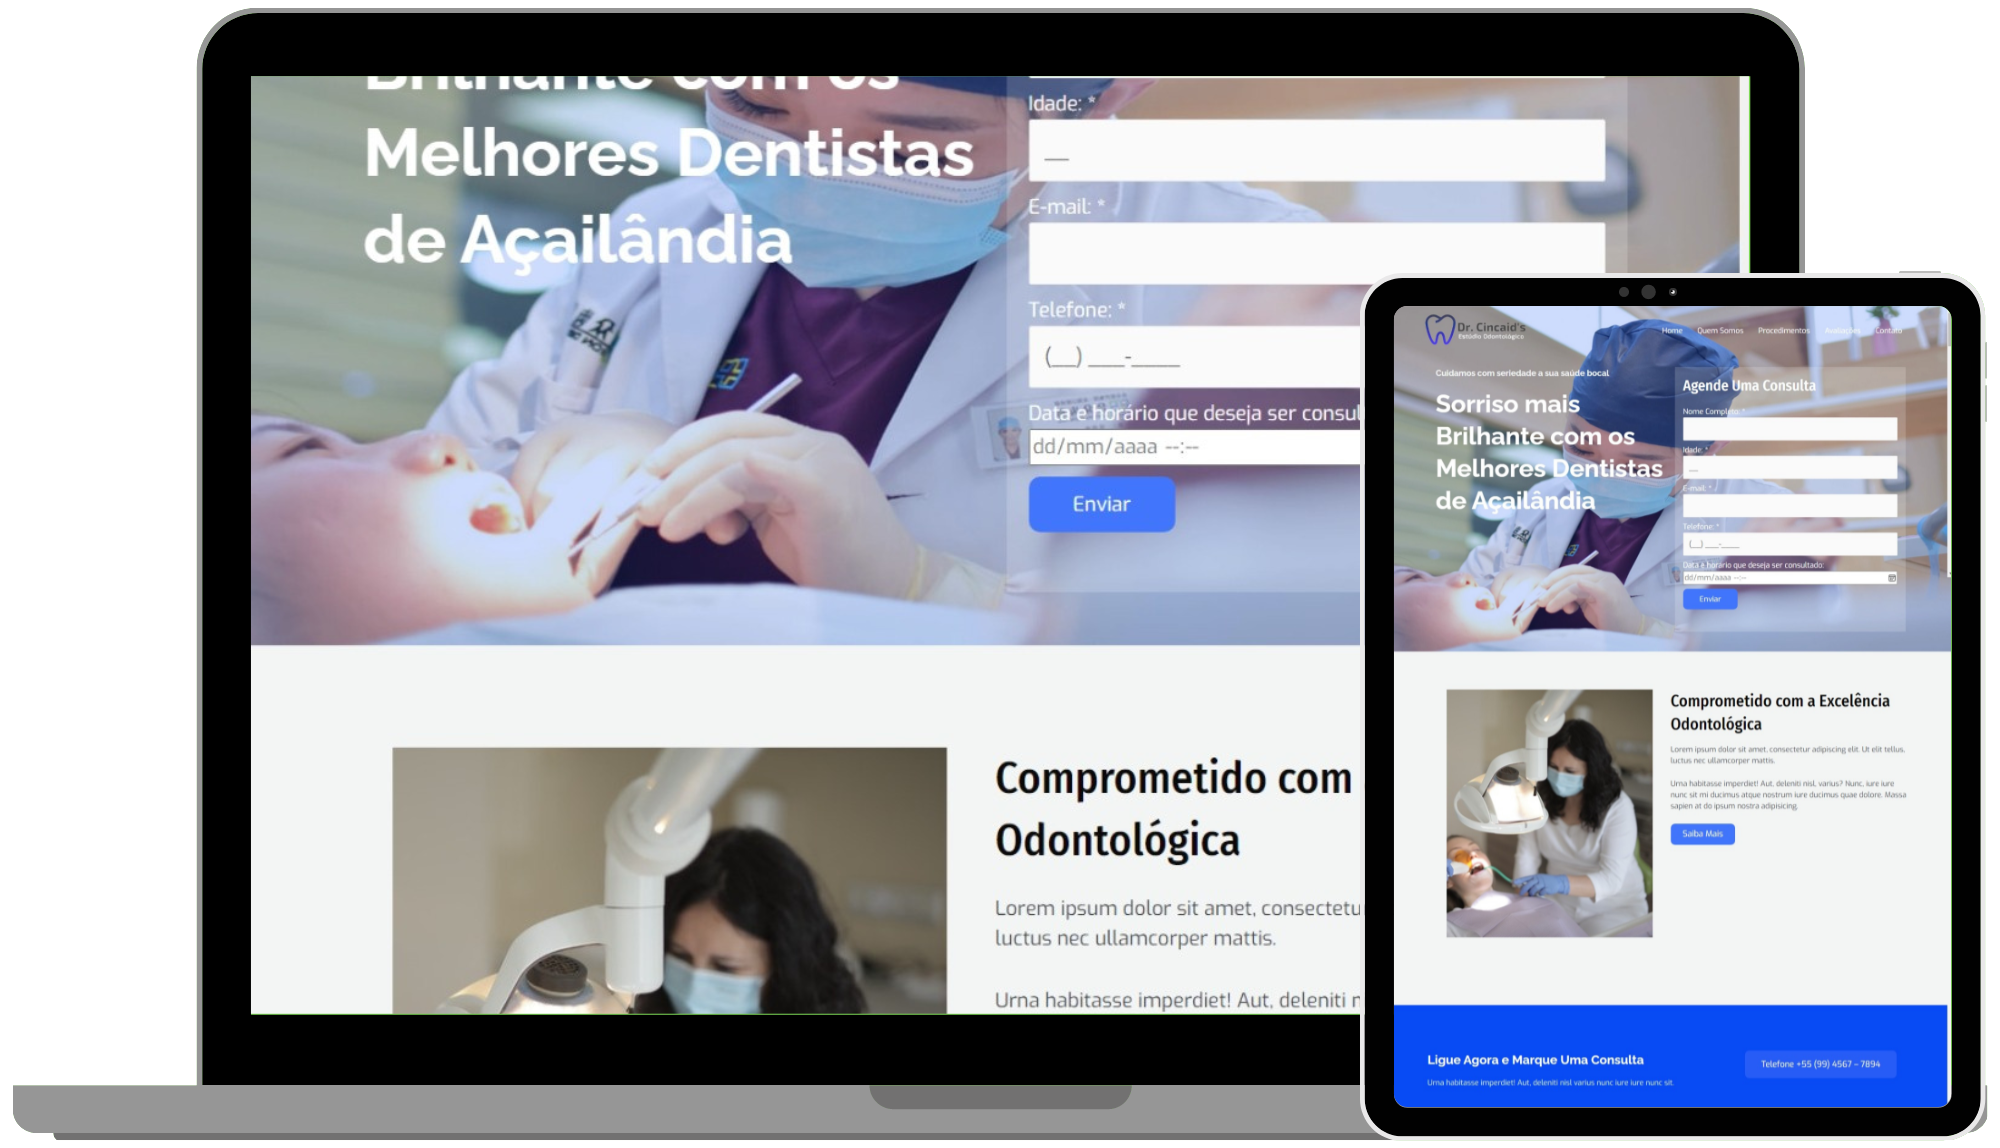 Brilhante com os
Melhores Dentistas
de Açailândia
Idade: *
__
E-mail: *
Telefone: *
(__) ___-____
Data e horário que deseja ser consul
dd/mm/aaaa --:--
Enviar
Comprometido com
Odontológica
Lorem ipsum dolor sit amet, consectetu
luctus nec ullamcorper mattis.
Urna habitasse imperdiet! Aut, deleniti n
Dr. Cincaid's
Estúdio Odontológico
Home
Quem Somos
Procedimentos
Avaliações
Contato
Cuidamos com seriedade a sua saúde bocal
Sorriso mais
Brilhante com os
Melhores Dentistas
de Açailândia
Agende Uma Consulta
Nome Completo: *
Idade: *
__
E-mail: *
Telefone: *
(__) ___-____
Data e horário que deseja ser consultado:
dd/mm/aaaa --:--
Enviar
Comprometido com a Excelência
Odontológica
Lorem ipsum dolor sit amet, consectetur adipiscing elit. Ut elit tellus,
luctus nec ullamcorper mattis.
Urna habitasse imperdiet! Aut, deleniti nisl, varius? Nunc, iure iure
nunc sit mi ducimus atque nostrum iure ducimus quae dolore. Massa
sapien at do ipsum nostra adipisicing.
Saiba Mais
Ligue Agora e Marque Uma Consulta
Urna habitasse imperdiet! Aut, deleniti nisl varius nunc iure iure nunc sit.
Telefone +55 (99) 4567 – 7894